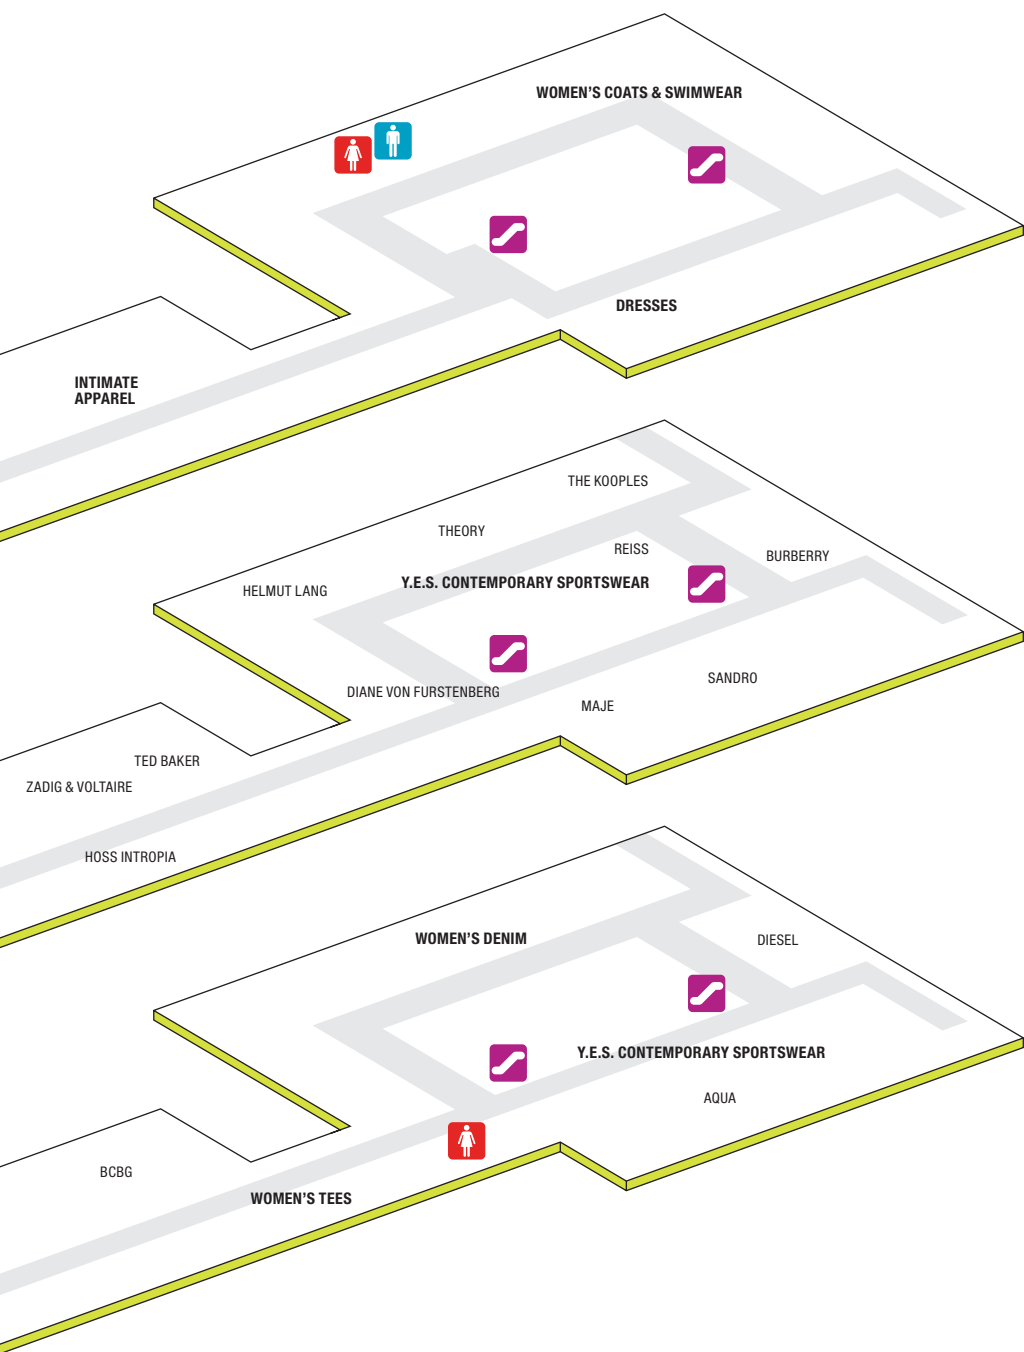 WOMEN'S COATS & SWIMWEAR
DRESSES
INTIMATE
APPAREL
THE KOOPLES
THEORY
REISS
BURBERRY
Y.E.S. CONTEMPORARY SPORTSWEAR
HELMUT LANG
SANDRO
DIANE VON FURSTENBERG
MAJE
TED BAKER
ZADIG & VOLTAIRE
HOSS INTROPIA
WOMEN'S DENIM
DIESEL
Y.E.S. CONTEMPORARY SPORTSWEAR
AQUA
BCBG
WOMEN'S TEES